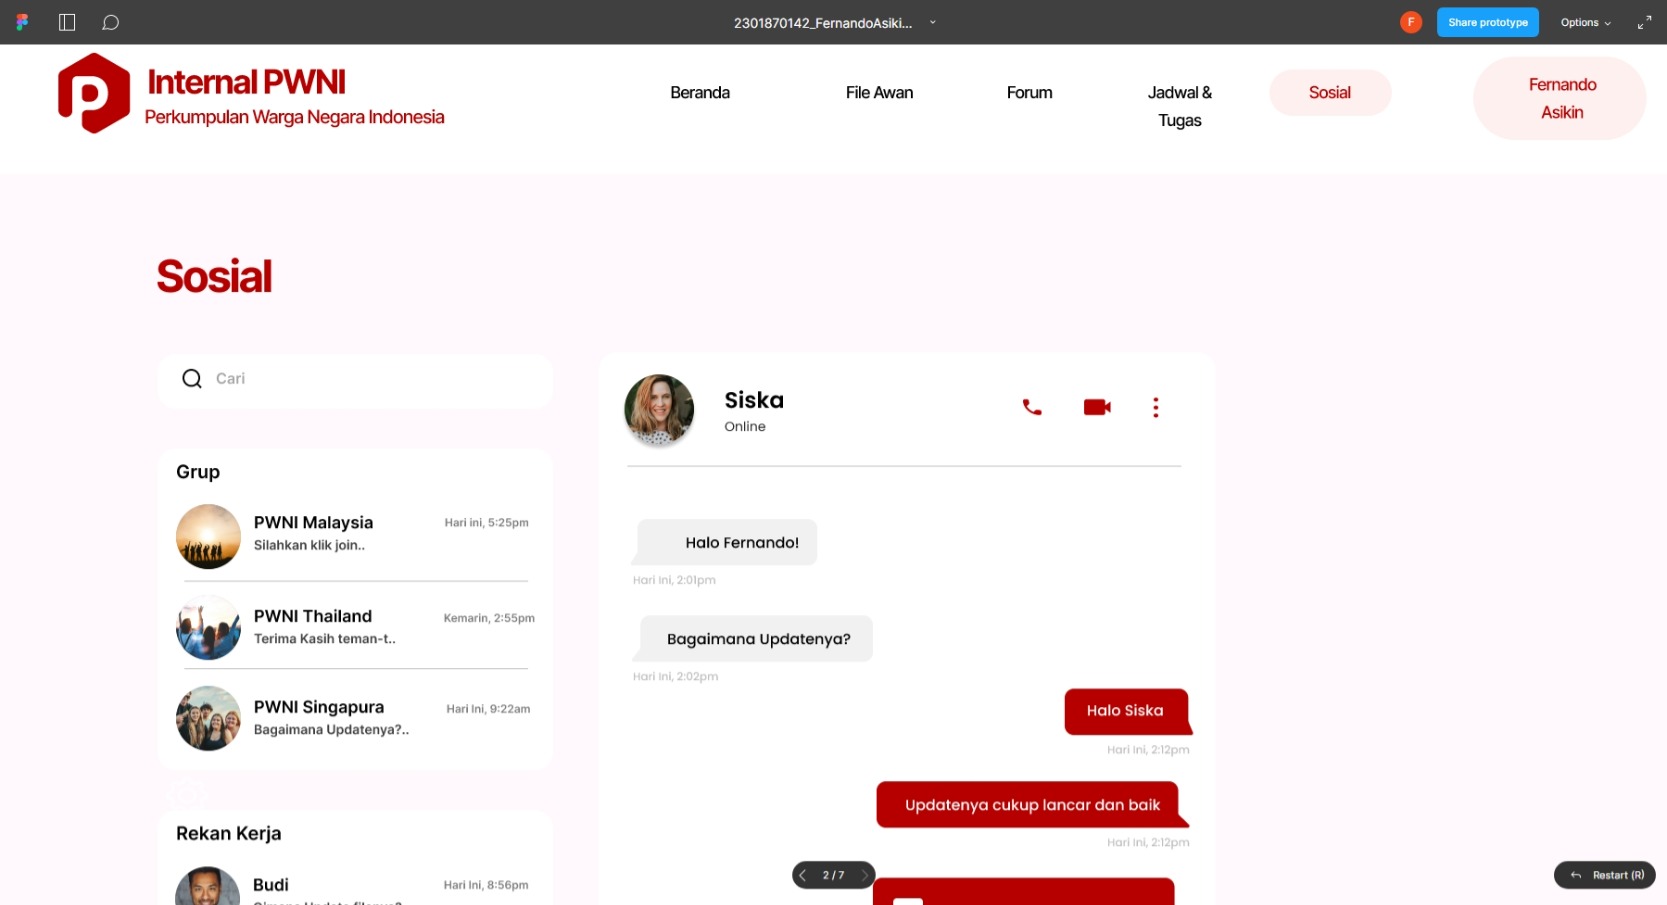 2301870142_FernandoAsiki...
F
Share prototype
Options
Internal PWNI
Perkumpulan Warga Negara Indonesia
Beranda
File Awan
Forum
Jadwal &
Tugas
Sosial
Fernando
Asikin
Sosial
Cari
Grup
PWNI Malaysia
Hari ini, 5:25pm
Silahkan klik join..
PWNI Thailand
Kemarin, 2:55pm
Terima Kasih teman-t..
PWNI Singapura
Hari Ini, 9:22am
Bagaimana Updatenya?..
Rekan Kerja
Budi
Hari Ini, 8:56pm
Siska
Online
Halo Fernando!
Hari Ini, 2:01pm
Bagaimana Updatenya?
Hari Ini, 2:02pm
Halo Siska
Hari Ini, 2:12pm
Updatenya cukup lancar dan baik
Hari Ini, 2:12pm
2 / 7
Restart (R)